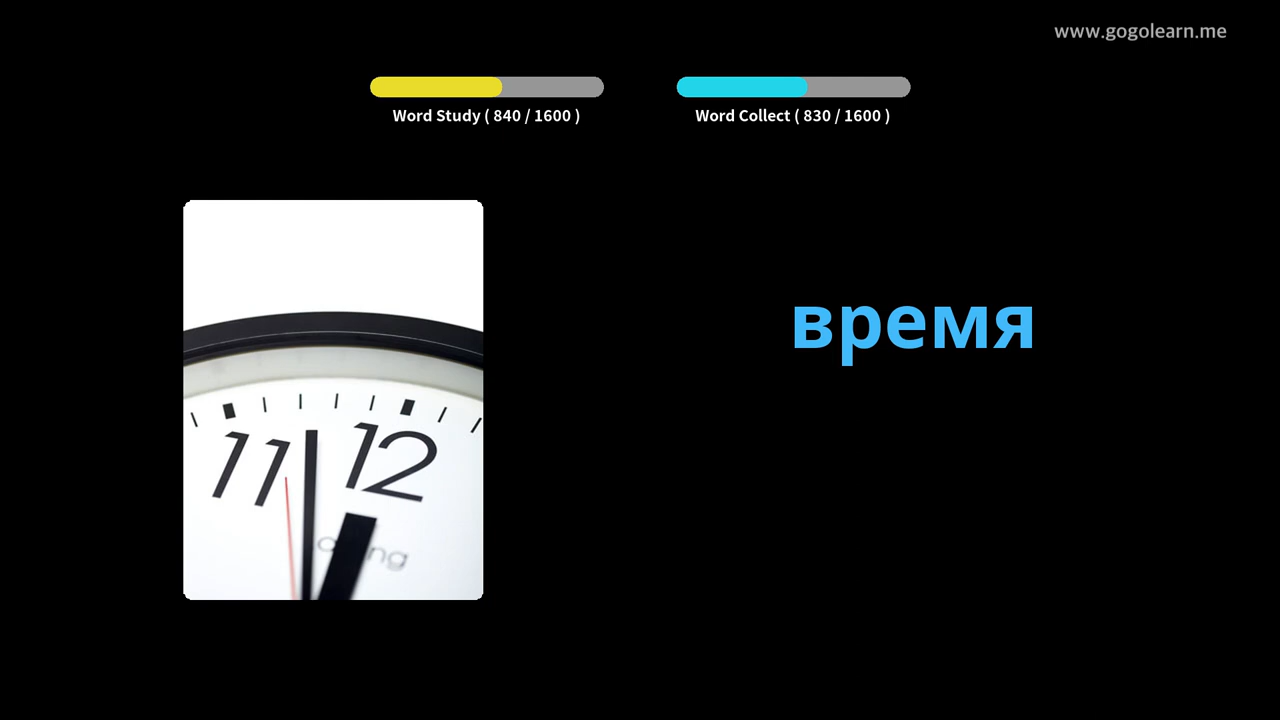 www.gogolearn.me
Word Study ( 840 / 1600 )
Word Collect ( 830 / 1600 )
время
11
12